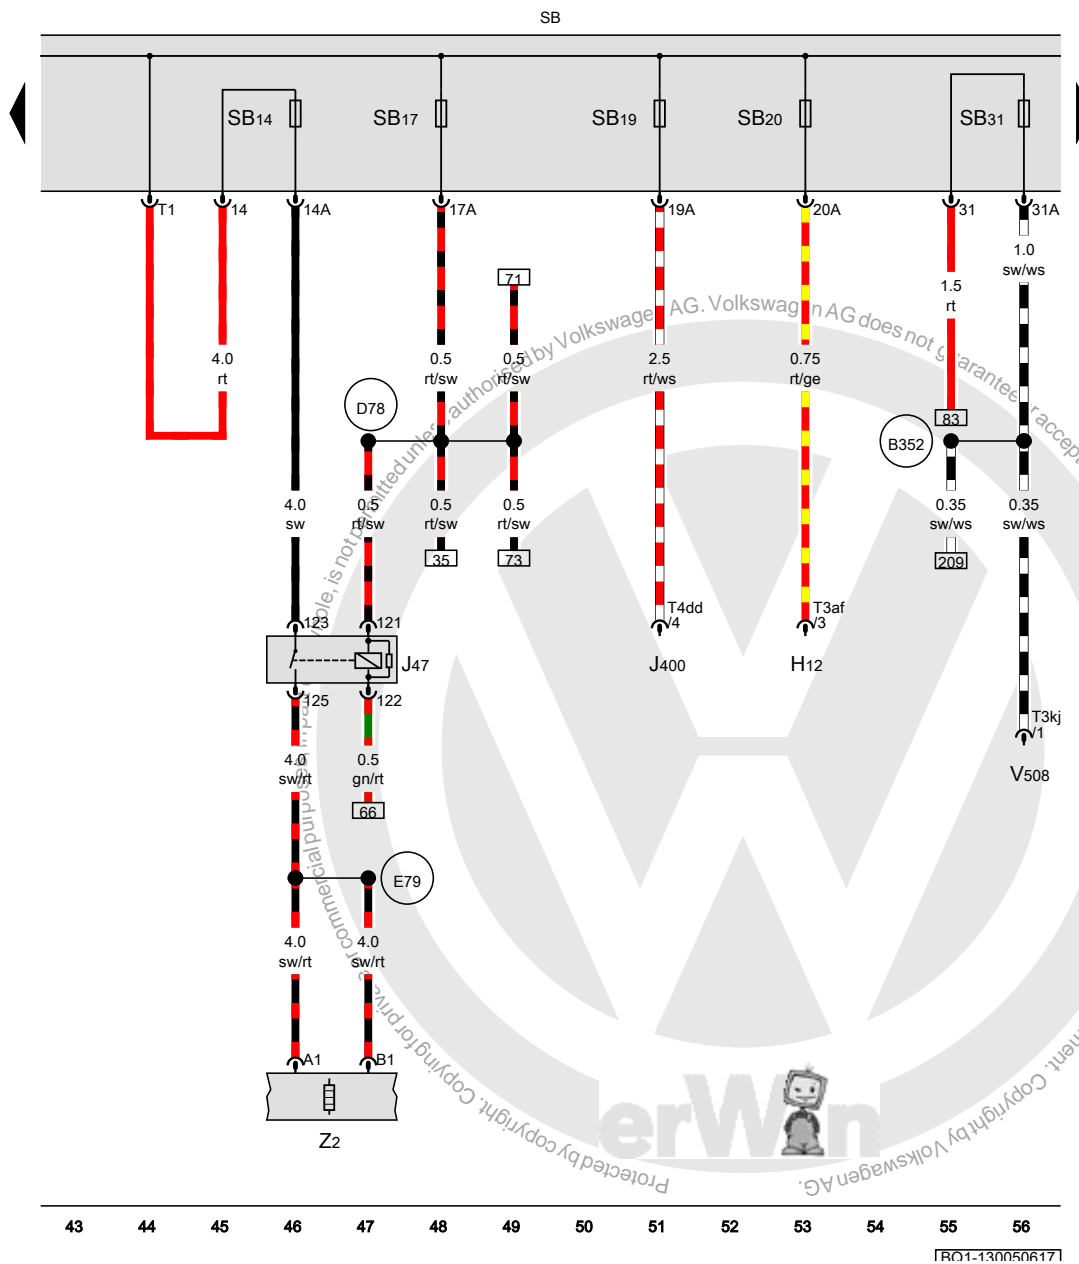 SB
SB14
SB17
SB19
SB20
SB31
T1
14
14A
17A
19A
20A
31
31A
1.0
sw/ws
71
1.5
rt
4.0
rt
0.5
rt/sw
0.5
rt/sw
2.5
rt/ws
0.75
rt/ge
D78
83
B352
4.0
sw
0.5
rt/sw
0.5
rt/sw
0.5
rt/sw
0.35
sw/ws
0.35
sw/ws
35
73
209
123
121
T4dd
/4
T3af
/3
J47
J400
H12
125
122
T3kj
/1
4.0
sw/rt
0.5
gn/rt
V508
66
E79
4.0
sw/rt
4.0
sw/rt
A1
B1
Z2
erWin
Protected by copyright. Copying for private or commercial purposes, in part or in whole, is not permitted unless authorised by Volkswagen AG. Volkswagen AG does not guarantee or accept
ment. Copyright by Volkswagen AG.
43 44 45 46 47 48 49 50 51 52 53 54 55 56
BQ1-130050617